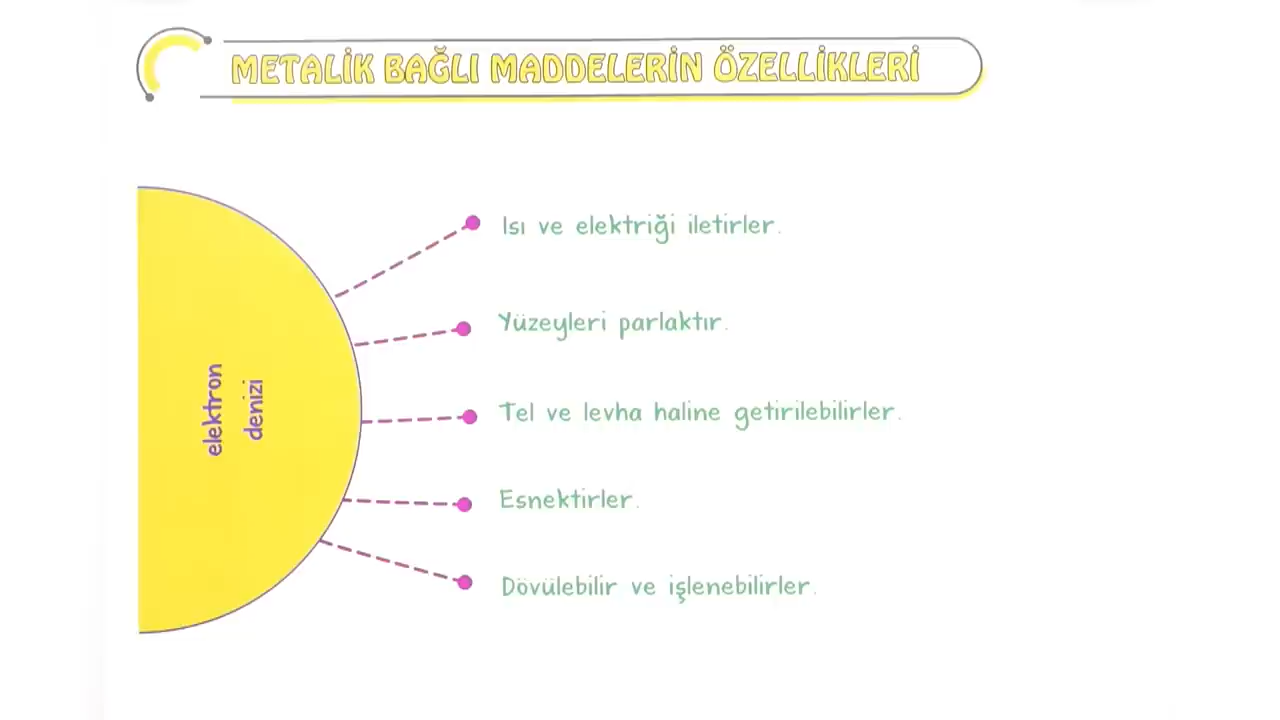 METALİK BAĞLI MADDELERİN ÖZELLİKLERİ
elektron
denizi
Isı ve elektriği iletirler.
Yüzeyleri parlaktır.
Tel ve levha haline getirilebilirler.
Esnektirler.
Dövülebilir ve işlenebilirler.